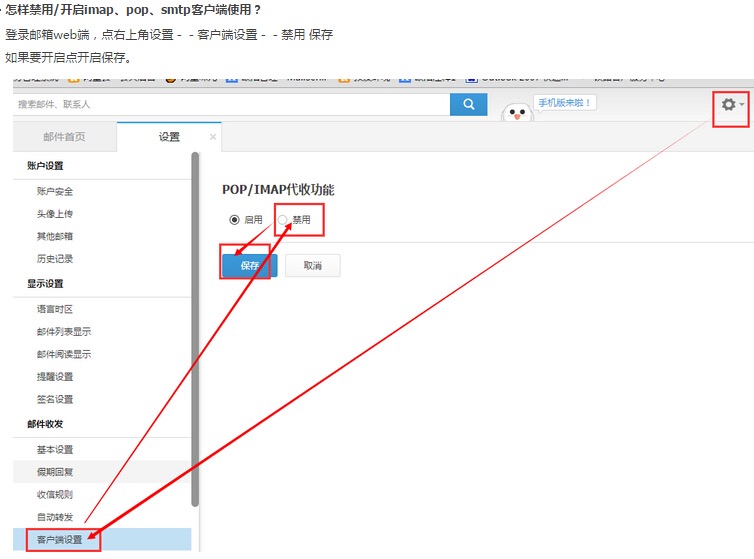 怎样禁用/开启imap、pop、smtp客户端使用？
登录邮箱web端，点右上角设置 - - 客户端设置 - - 禁用 保存
如果要开启点开启保存。
搜索邮件、联系人
手机版来啦！
邮件首页
设置
账户设置
账户安全
头像上传
其他邮箱
历史记录
显示设置
语言时区
邮件列表显示
邮件阅读显示
提醒设置
签名设置
邮件收发
基本设置
假期回复
收信规则
自动转发
客户端设置
POP/IMAP代收功能
启用 禁用
保存 取消